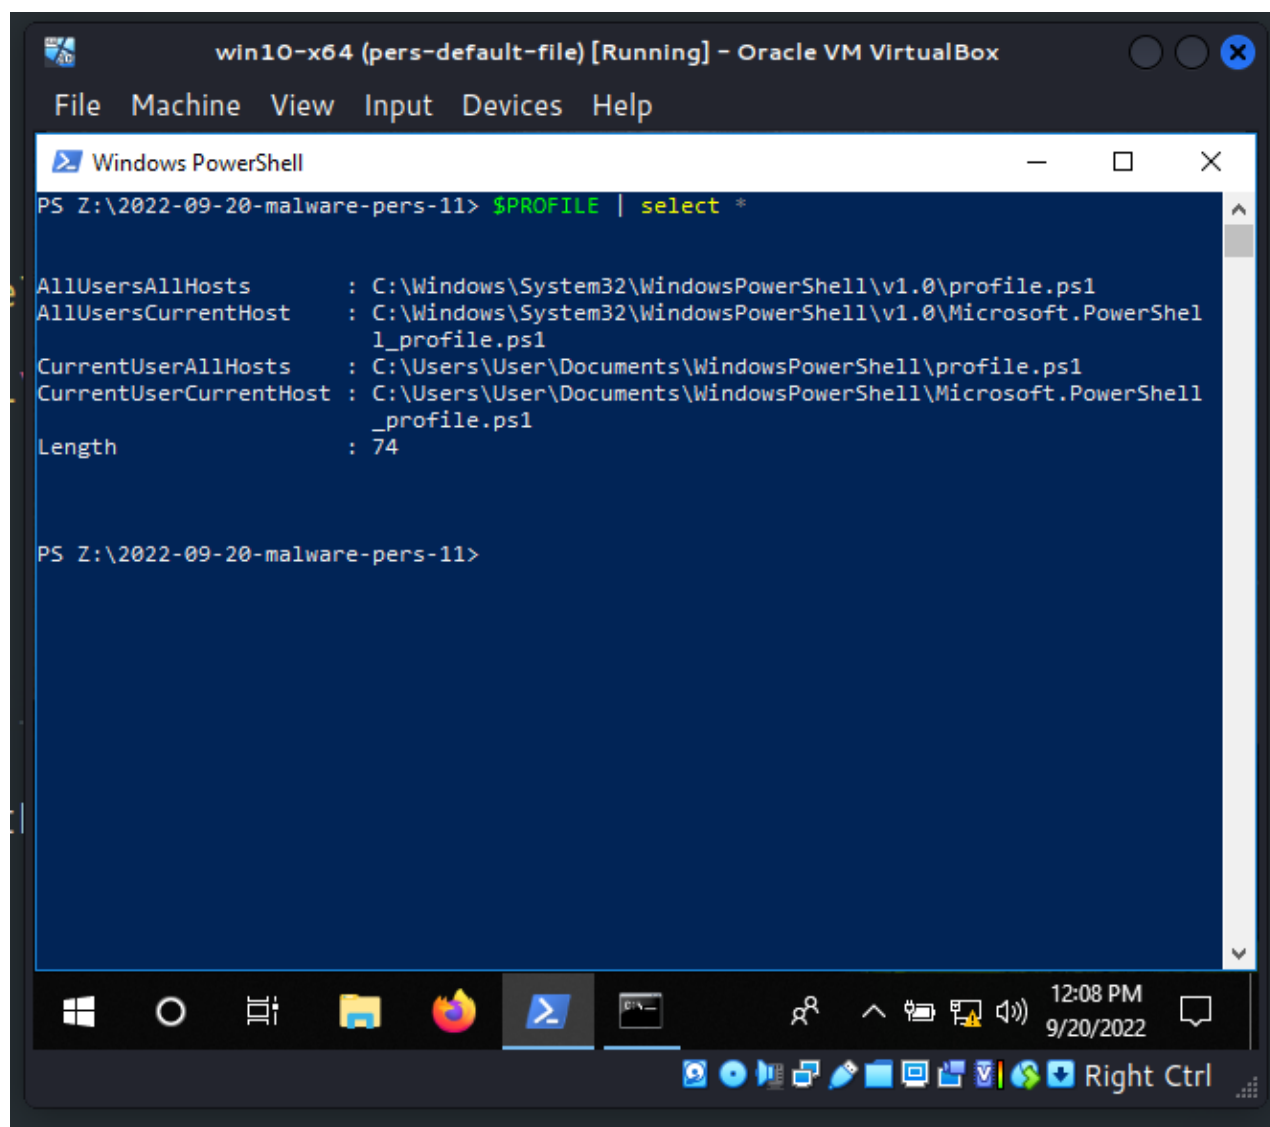 win10-x64 (pers-default-file) [Running] - Oracle VM VirtualBox
File Machine View Input Devices Help
Windows PowerShell
PS Z:\2022-09-20-malware-pers-11> $PROFILE | select *
AllUsersAllHosts : C:\Windows\System32\WindowsPowerShell\v1.0\profile.ps1
AllUsersCurrentHost : C:\Windows\System32\WindowsPowerShell\v1.0\Microsoft.PowerShel
l_profile.ps1
CurrentUserAllHosts : C:\Users\User\Documents\WindowsPowerShell\profile.ps1
CurrentUserCurrentHost : C:\Users\User\Documents\WindowsPowerShell\Microsoft.PowerShell
_profile.ps1
Length : 74
PS Z:\2022-09-20-malware-pers-11>
12:08 PM
9/20/2022
Right Ctrl